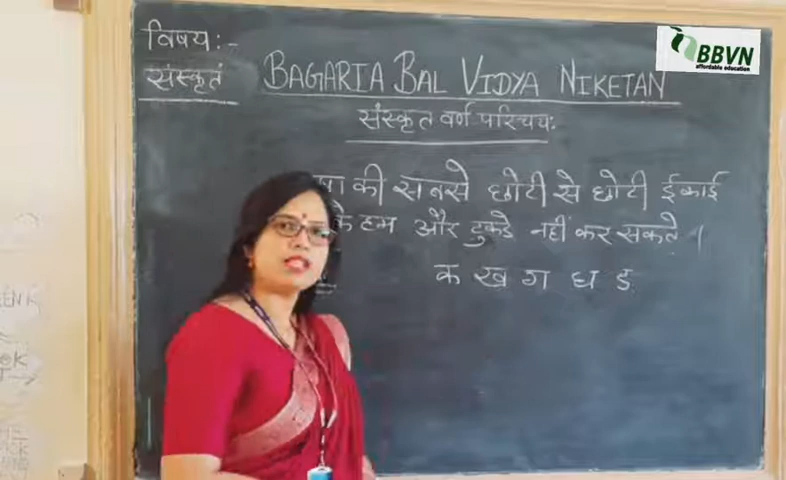 विषय:-
संस्कृतं
BAGARIA BAL VIDYA NIKETAN
BBVN
affordable education
संस्कृत वर्ण परिचयः
की सबसे छोटी से छोटी ईकाई
के हम और टुकडे नहीं कर सकते ।
क ख ग घ ड